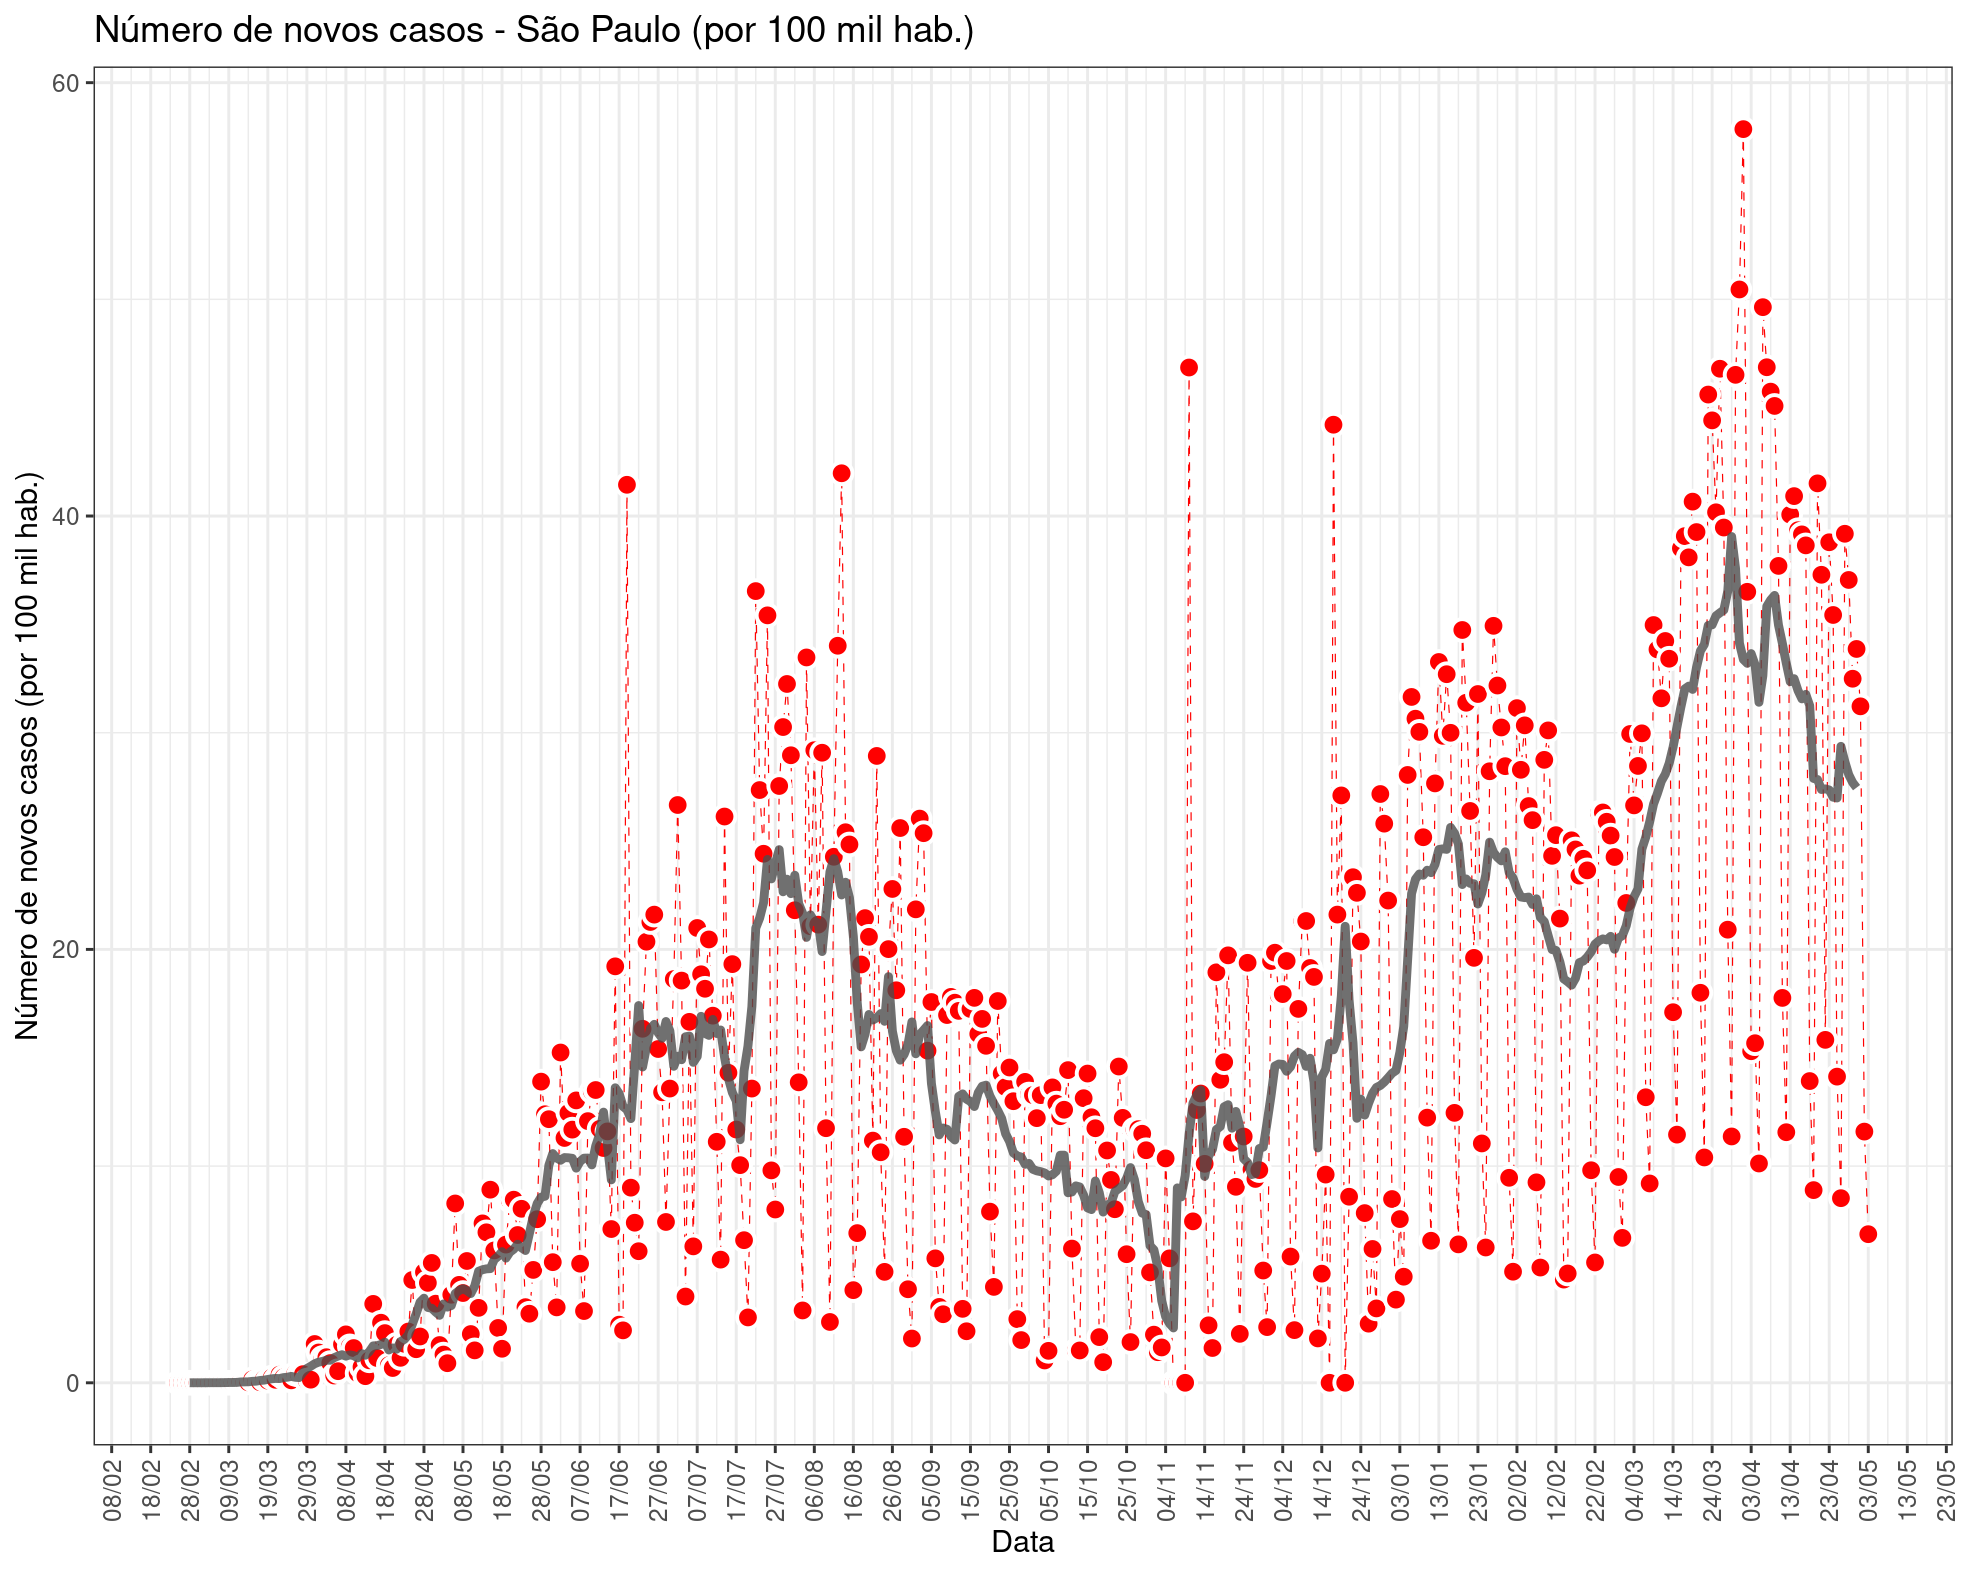 Número de novos casos - São Paulo (por 100 mil hab.)
Número de novos casos (por 100 mil hab.)
60
40
20
0
08/02 18/02 28/02 09/03 19/03 29/03 08/04 18/04 28/04 08/05 18/05 28/05 07/06 17/06 27/06 07/07 17/07 27/07 06/08 16/08 26/08 05/09 15/09 25/09 05/10 15/10 25/10 04/11 14/11 24/11 04/12 14/12 24/12 03/01 13/01 23/01 02/02 12/02 22/02 04/03 14/03 24/03 03/04 13/04 23/04 03/05 13/05 23/05
Data